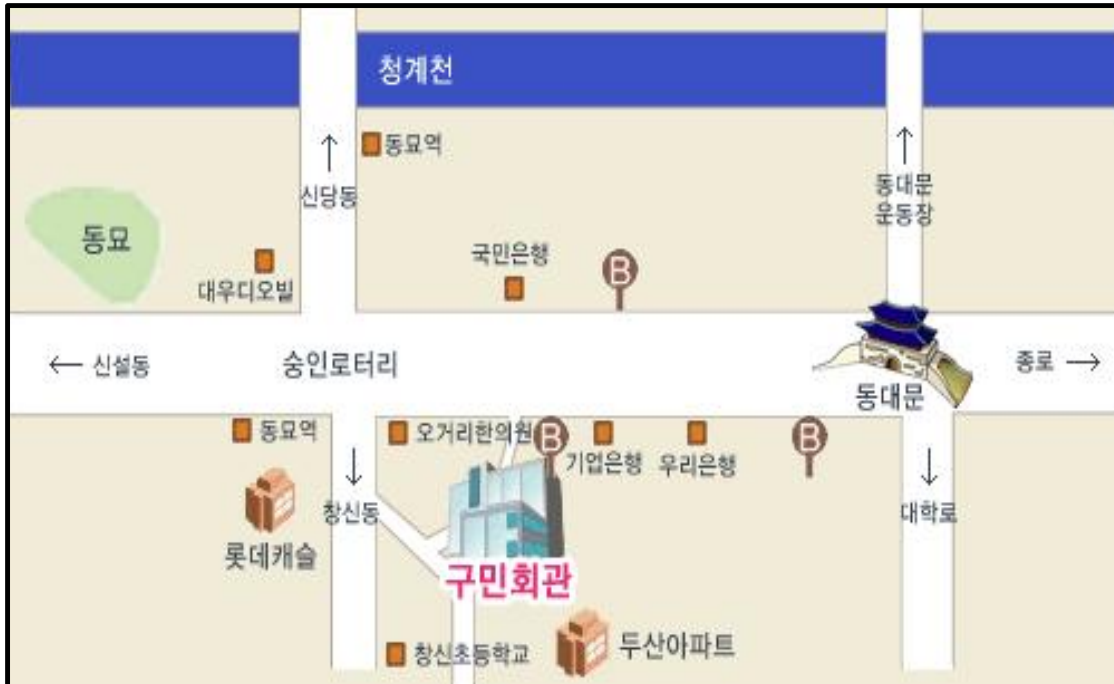 청계천
동묘역
신당동
동대문
운동장
동묘
국민은행
B
대우디오빌
← 신설동
숭인로터리
종로 →
동대문
동묘역
오거리한의원
B
기업은행
우리은행
B
창신동
대학로
롯데캐슬
구민회관
창신초등학교
두산아파트